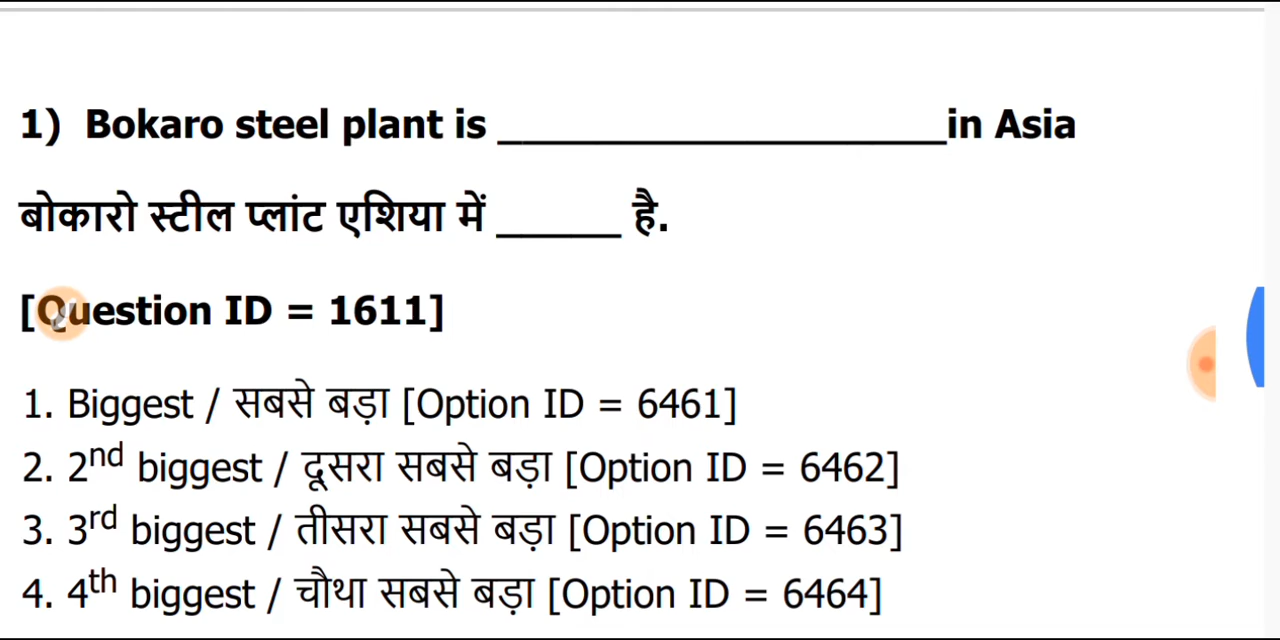 1) Bokaro steel plant is _____________________in Asia
बोकारो स्टील प्लांट एशिया में ______ है.
[Question ID = 1611]
1. Biggest / सबसे बड़ा [Option ID = 6461]
2. 2nd biggest / दूसरा सबसे बड़ा [Option ID = 6462]
3. 3rd biggest / तीसरा सबसे बड़ा [Option ID = 6463]
4. 4th biggest / चौथा सबसे बड़ा [Option ID = 6464]